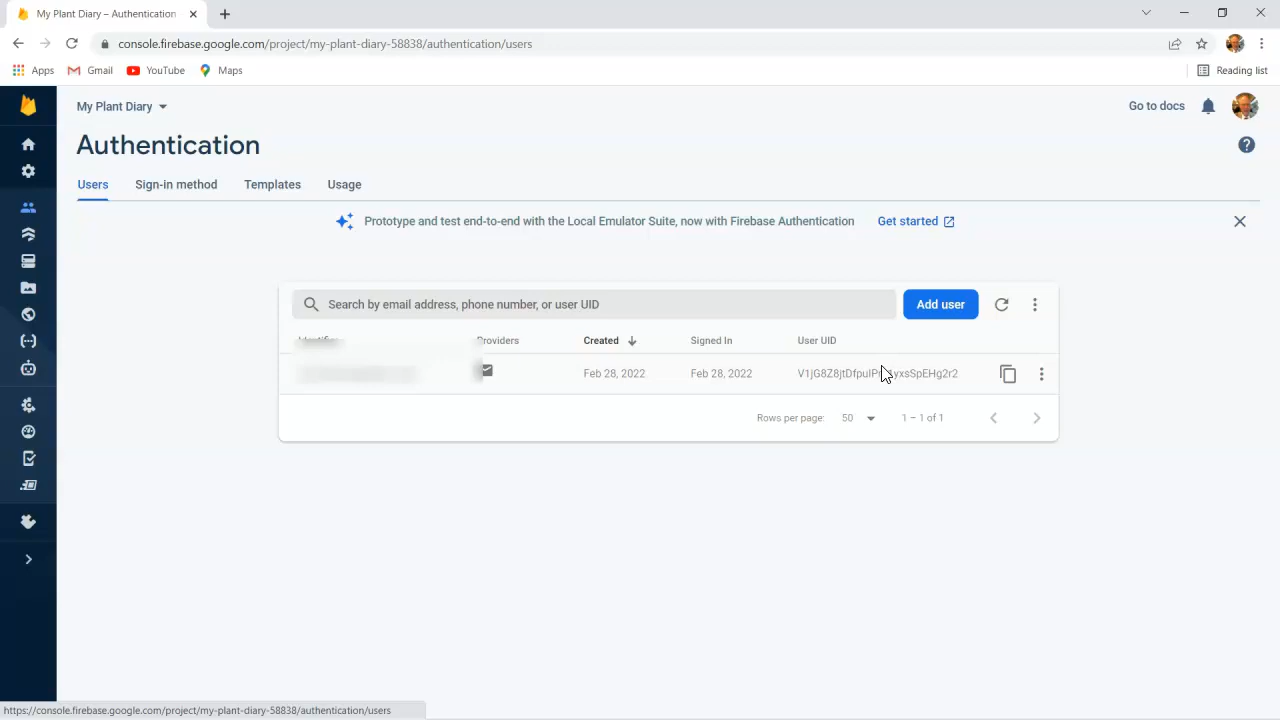 My Plant Diary – Authentication
console.firebase.google.com/project/my-plant-diary-58838/authentication/users
Apps
Gmail
YouTube
Maps
Reading list
My Plant Diary
Go to docs
Authentication
Users
Sign-in method
Templates
Usage
Prototype and test end-to-end with the Local Emulator Suite, now with Firebase Authentication
Get started
Search by email address, phone number, or user UID
Add user
Identifier
Providers
Created
Signed In
User UID
Feb 28, 2022
Feb 28, 2022
Rows per page:
50
1 – 1 of 1
https://console.firebase.google.com/project/my-plant-diary-58838/authentication/users